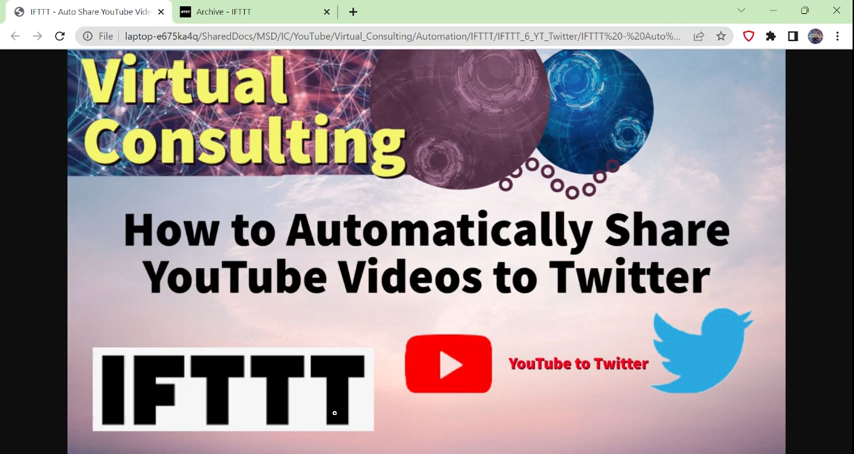 IFTTT - Auto Share YouTube Vide
Archive - IFTTT
File
laptop-e675ka4q/SharedDocs/MSD/IC/YouTube/Virtual_Consulting/Automation/IFTTT/IFTTT_6_YT_Twitter/IFTTT%20-%20Auto%...
Virtual
Consulting
How to Automatically Share
YouTube Videos to Twitter
IFTTT
YouTube to Twitter